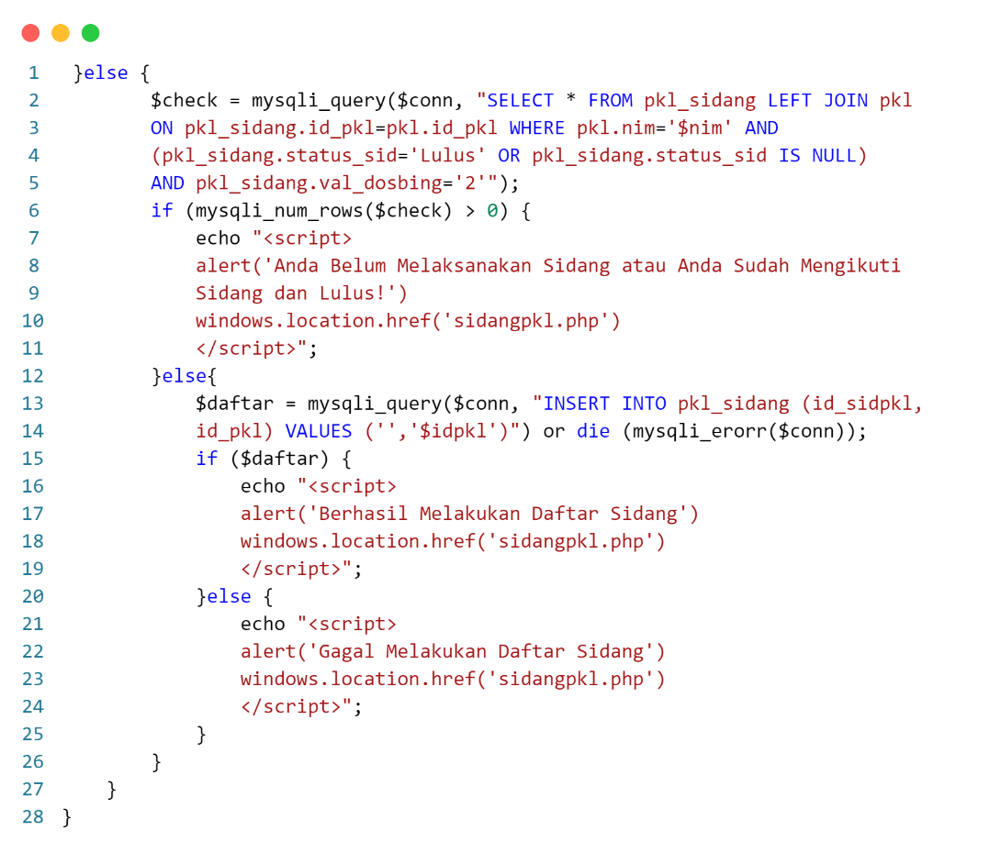 1 }else {
2 $check = mysqli_query($conn, "SELECT * FROM pkl_sidang LEFT JOIN pkl
3 ON pkl_sidang.id_pkl=pkl.id_pkl WHERE pkl.nim='$nim' AND
4 (pkl_sidang.status_sid='Lulus' OR pkl_sidang.status_sid IS NULL)
5 AND pkl_sidang.val_dosbing='2'");
6 if (mysqli_num_rows($check) > 0) {
7 echo "<script>
8 alert('Anda Belum Melaksanakan Sidang atau Anda Sudah Mengikuti
9 Sidang dan Lulus!')
10 windows.location.href('sidangpkl.php')
11 </script>";
12 }else{
13 $daftar = mysqli_query($conn, "INSERT INTO pkl_sidang (id_sidpkl,
14 id_pkl) VALUES ('','$idpkl')") or die (mysqli_erorr($conn));
15 if ($daftar) {
16 echo "<script>
17 alert('Berhasil Melakukan Daftar Sidang')
18 windows.location.href('sidangpkl.php')
19 </script>";
20 }else {
21 echo "<script>
22 alert('Gagal Melakukan Daftar Sidang')
23 windows.location.href('sidangpkl.php')
24 </script>";
25 }
26 }
27 }
28 }